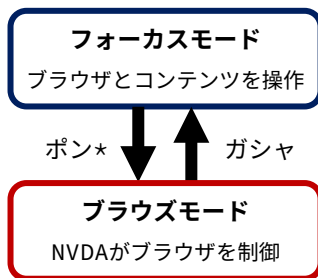 フォーカスモード
ブラウザとコンテンツを操作
ポン* ガシャ
ブラウズモード
NVDAがブラウザを制御